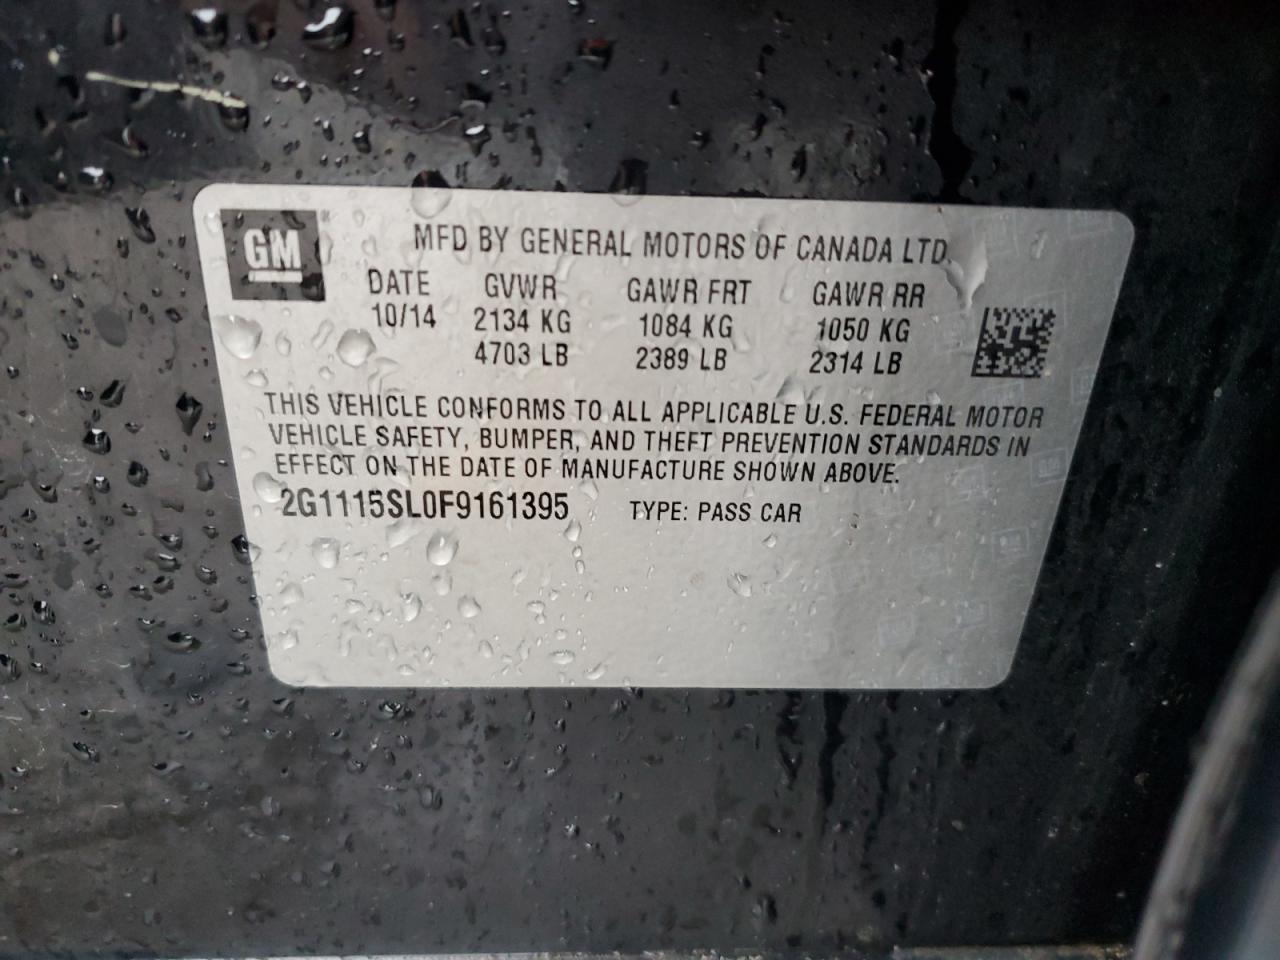 GM
MFD BY GENERAL MOTORS OF CANADA LTD.
DATE GVWR GAWR FRT GAWR RR
10/14 2134 KG 1084 KG 1050 KG
4703 LB 2389 LB 2314 LB
THIS VEHICLE CONFORMS TO ALL APPLICABLE U.S. FEDERAL MOTOR
VEHICLE SAFETY, BUMPER, AND THEFT PREVENTION STANDARDS IN
EFFECT ON THE DATE OF MANUFACTURE SHOWN ABOVE.
2G1115SL0F9161395 TYPE: PASS CAR